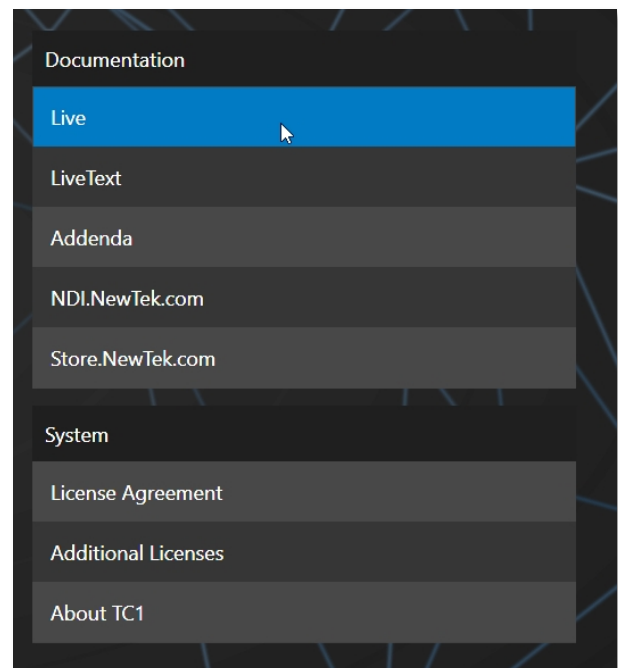 Documentation
Live
LiveText
Addenda
NDI.NewTek.com
Store.NewTek.com
System
License Agreement
Additional Licenses
About TC1